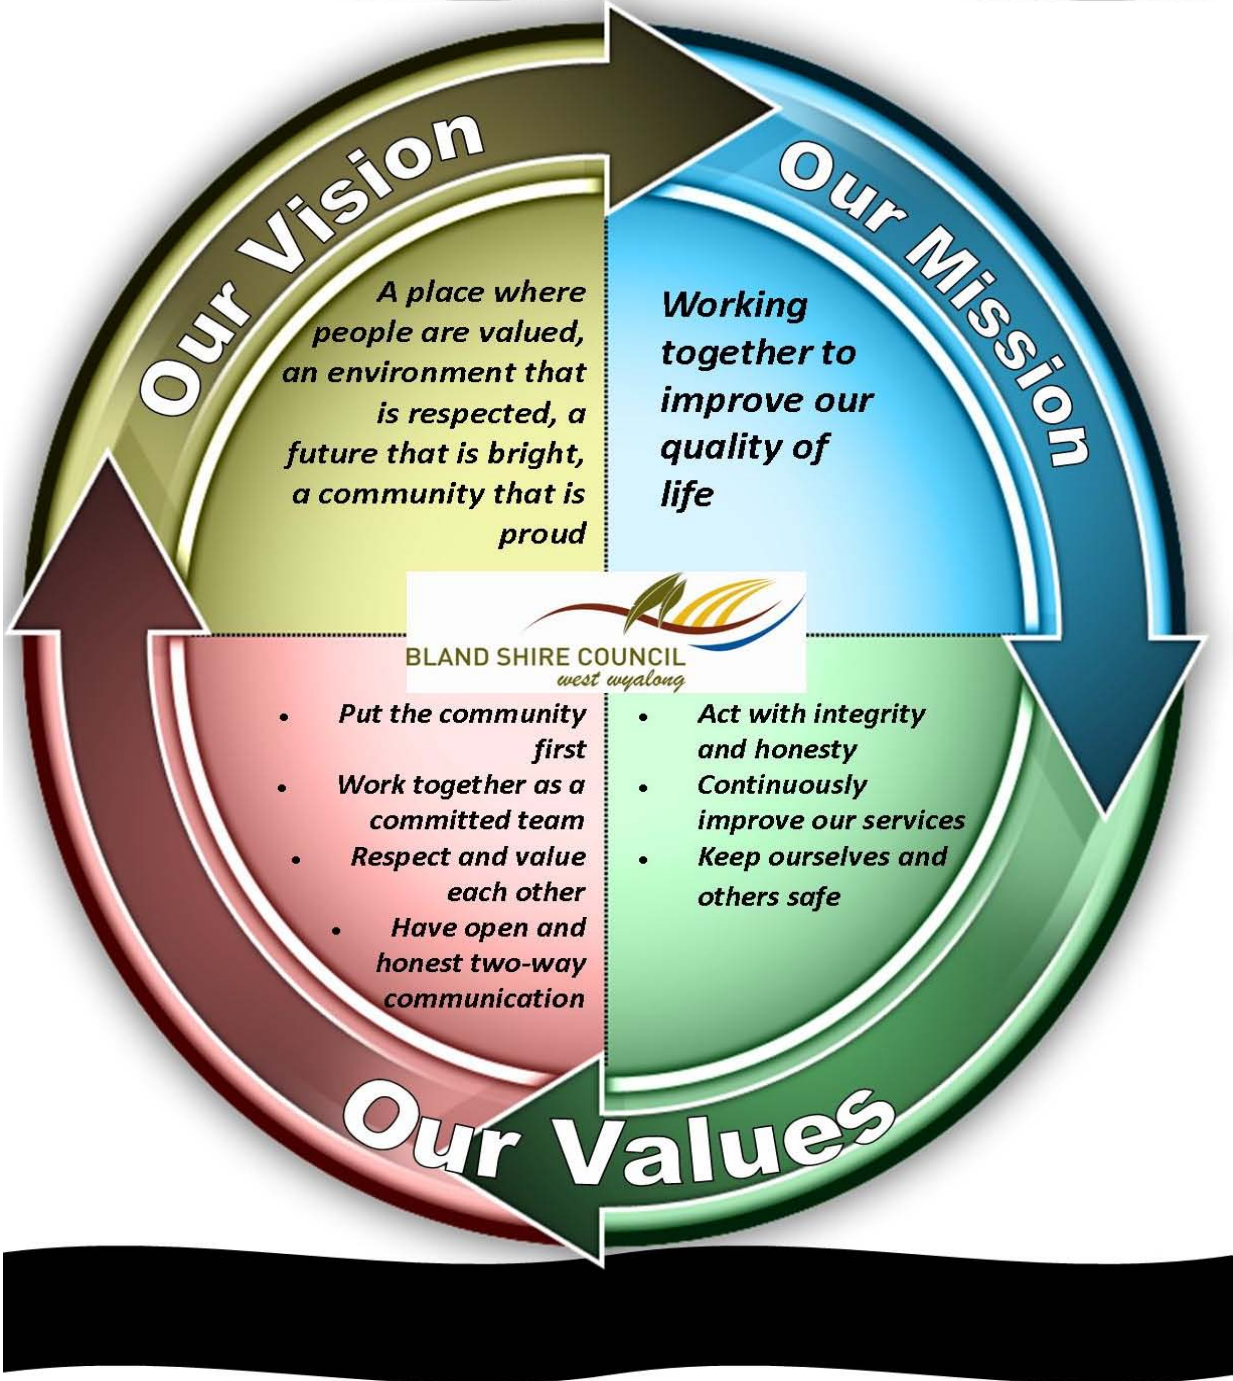 Our Vision
A place where
people are valued,
an environment that
is respected, a
future that is bright,
a community that is
proud
Our Mission
Working
together to
improve our
quality of
life
BLAND SHIRE COUNCIL
west wyalong
• Put the community
first
• Work together as a
committed team
• Respect and value
each other
• Have open and
honest two-way
communication
• Act with integrity
and honesty
• Continuously
improve our services
• Keep ourselves and
others safe
Our Values